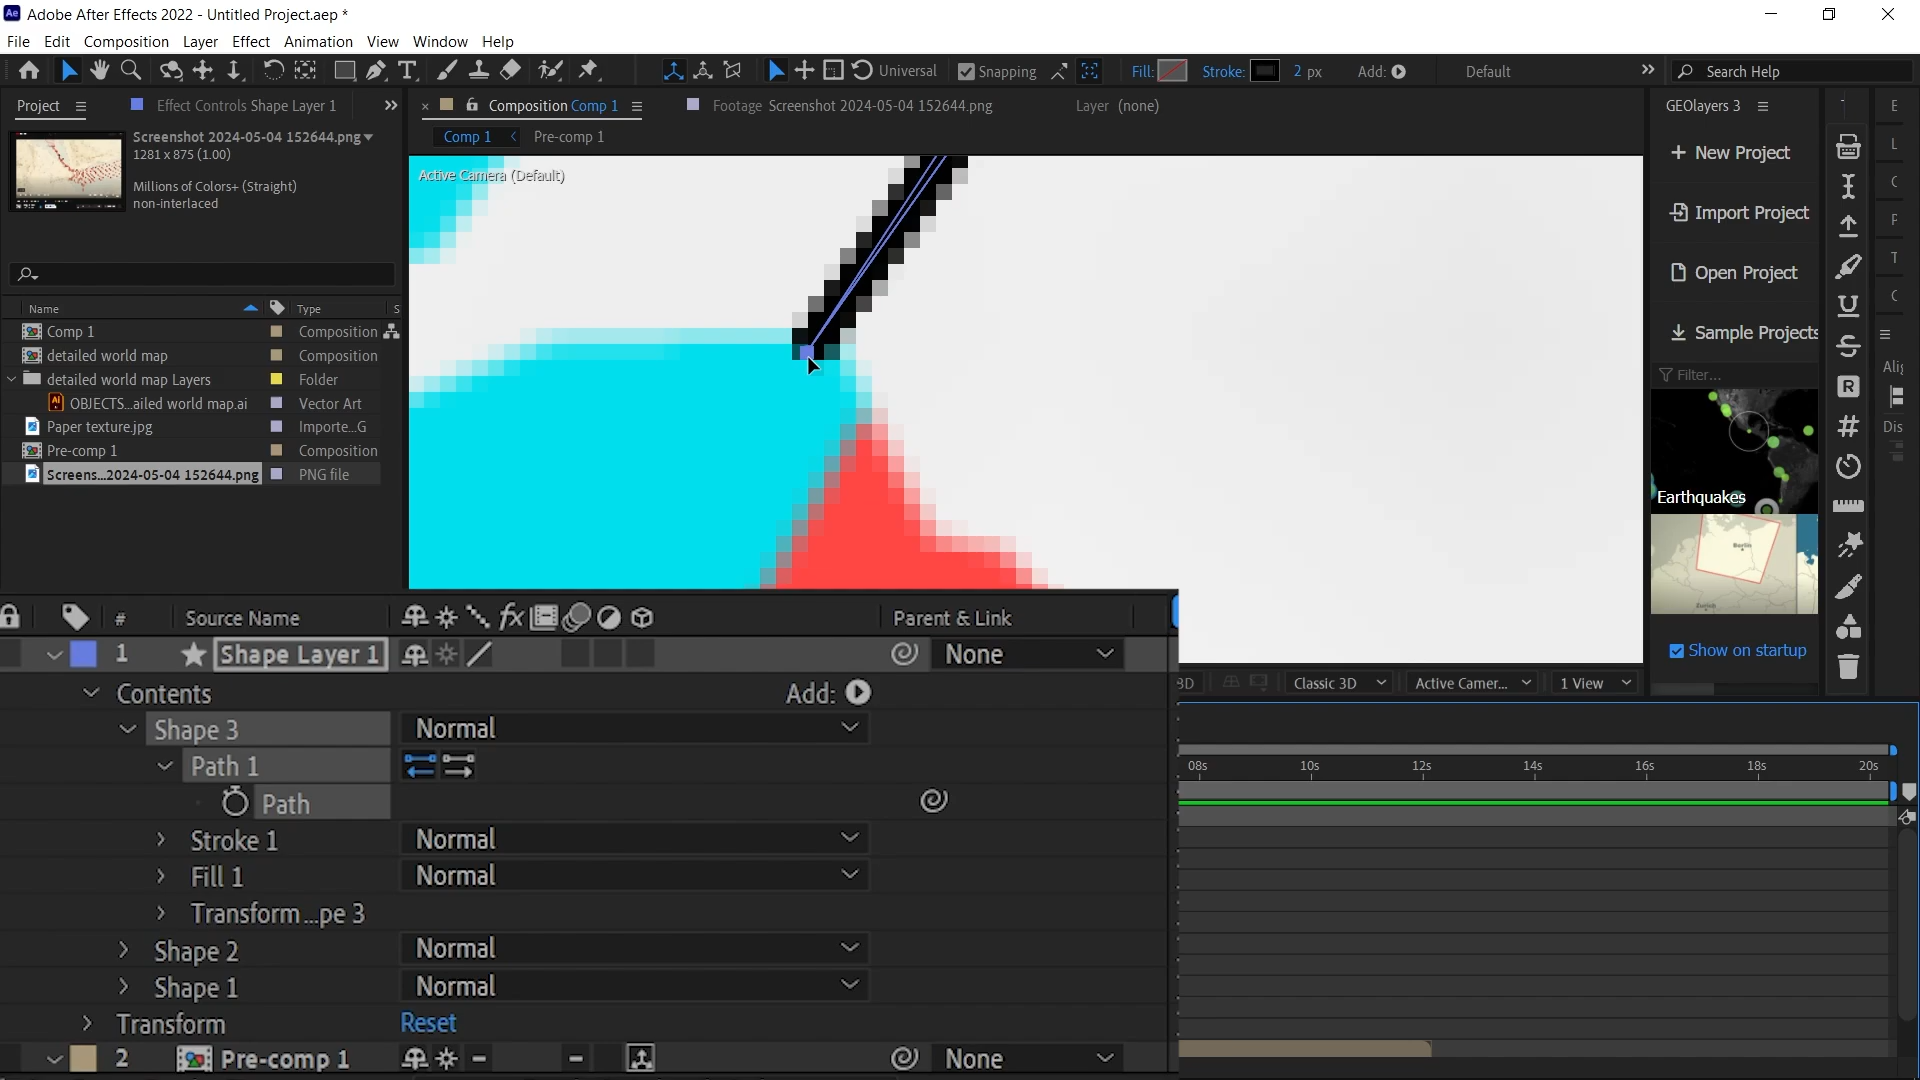 Adobe After Effects 2022 - Untitled Project.aep *
File Edit Composition Layer Effect Animation View Window Help
Universal Snapping Fill: Stroke: 2 px Add: Default Search Help
Project Effect Controls Shape Layer 1 Composition Comp 1 Footage Screenshot 2024-05-04 152644.png Layer (none) GEOlayers 3
Comp 1 Pre-comp 1
Screenshot 2024-05-04 152644.png
1281 x 875 (1.00)
Millions of Colors+ (Straight)
non-interlaced
Active Camera (Default)
New Project
Import Project
Open Project
Sample Projects
Filter...
Earthquakes
Berlin
Show on startup
Name Type S
Comp 1 Composition
detailed world map Composition
detailed world map Layers Folder
OBJECTS...ailed world map.ai Vector Art
Paper texture.jpg Importe...G
Pre-comp 1 Composition
Screens...2024-05-04 152644.png PNG file
E
L
C
P
T
C
Alig
Dis
# Source Name fx Parent & Link
1 Shape Layer 1 None
3D Classic 3D Active Camer... 1 View
Contents Add:
Shape 3 Normal
Path 1
Path
Stroke 1 Normal
Fill 1 Normal
Transform...pe 3
Shape 2 Normal
Shape 1 Normal
Transform Reset
2 Pre-comp 1 None
08s 10s 12s 14s 16s 18s 20s